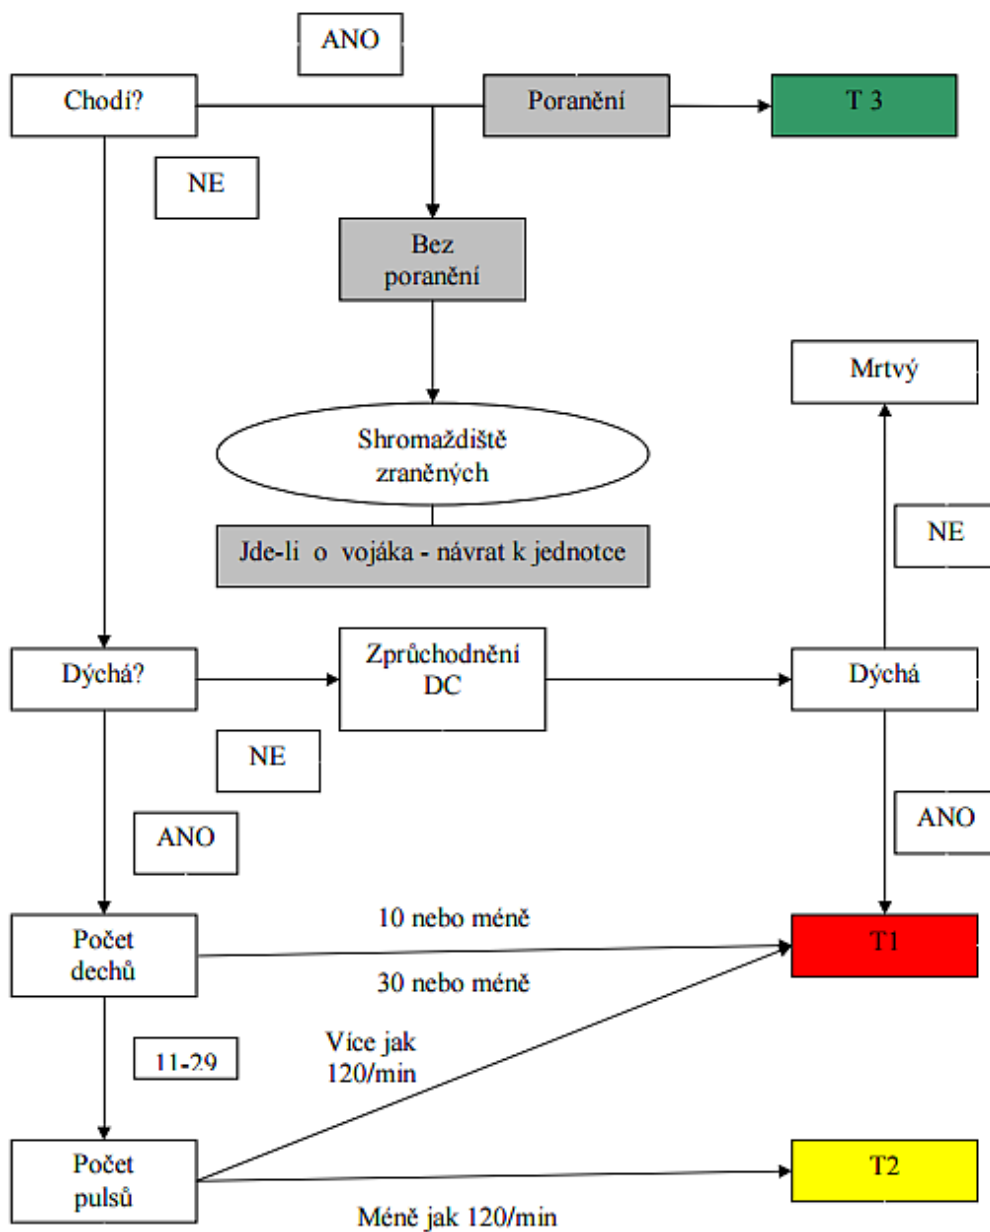 ANO
Chodí?
Poranění
T 3
NE
Bez
poranění
Mrtvý
Shromaždiště
zraněných
NE
Jde-li o vojáka - návrat k jednotce
Dýchá?
Zprůchodnění
DC
Dýchá
NE
ANO
ANO
Počet
dechů
10 nebo méně
30 nebo méně
T1
11-29
Více jak
120/min
Počet
pulsů
T2
Méně jak 120/min